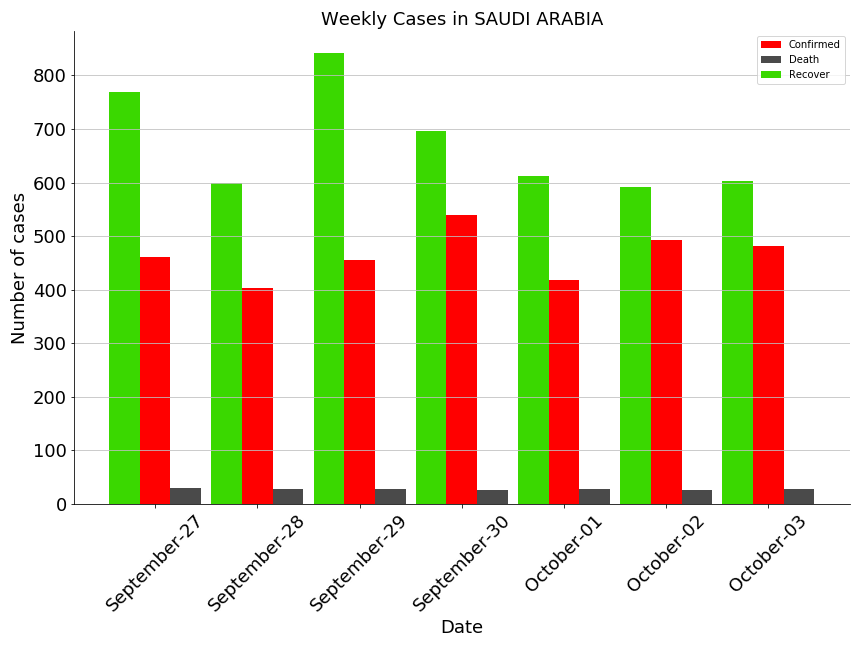 Weekly Cases in SAUDI ARABIA
Confirmed
Death
Recover
Number of cases
800
700
600
500
400
300
200
100
0
September-27
September-28
September-29
September-30
October-01
October-02
October-03
Date